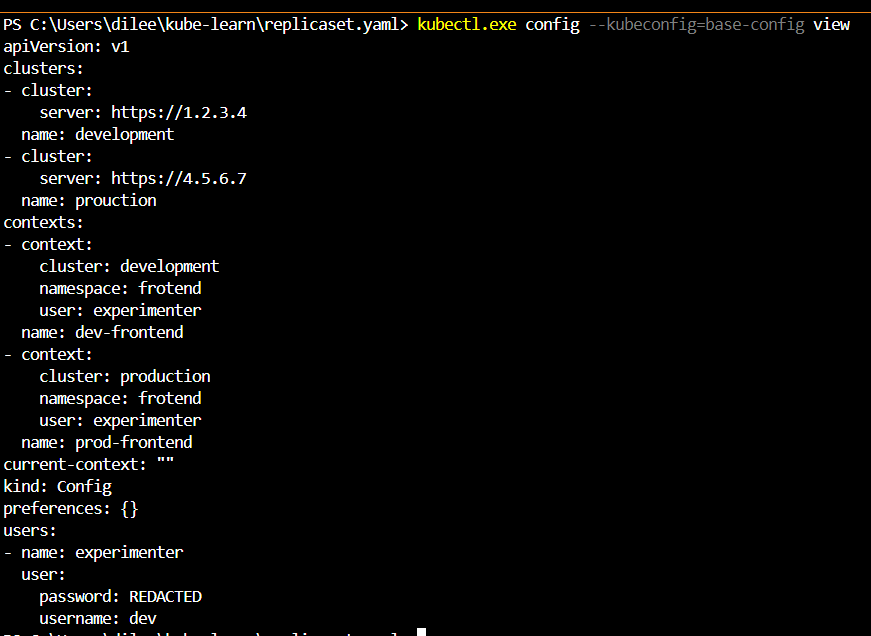 PS C:\Users\dilee\kube-learn\replicaset.yaml> kubectl.exe config --kubeconfig=base-config view
apiVersion: v1
clusters:
- cluster:
    server: https://1.2.3.4
  name: development
- cluster:
    server: https://4.5.6.7
  name: prouction
contexts:
- context:
    cluster: development
    namespace: frotend
    user: experimenter
  name: dev-frontend
- context:
    cluster: production
    namespace: frotend
    user: experimenter
  name: prod-frontend
current-context: ""
kind: Config
preferences: {}
users:
- name: experimenter
  user:
    password: REDACTED
    username: dev